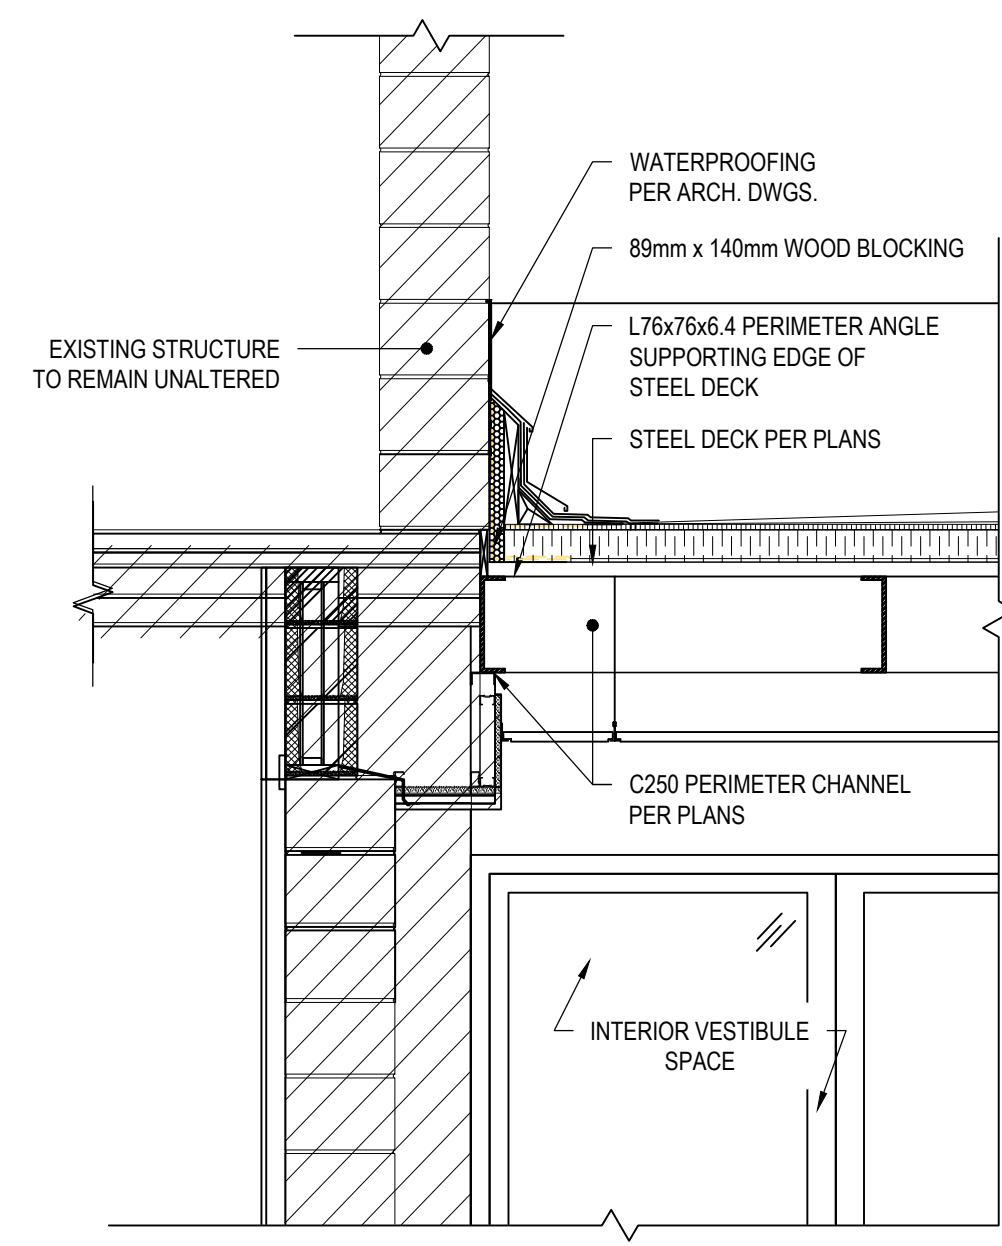 WATERPROOFING
PER ARCH. DWGS.
89mm x 140mm WOOD BLOCKING
L76x76x6.4 PERIMETER ANGLE
SUPPORTING EDGE OF
STEEL DECK
EXISTING STRUCTURE
TO REMAIN UNALTERED
STEEL DECK PER PLANS
C250 PERIMETER CHANNEL
PER PLANS
INTERIOR VESTIBULE
SPACE